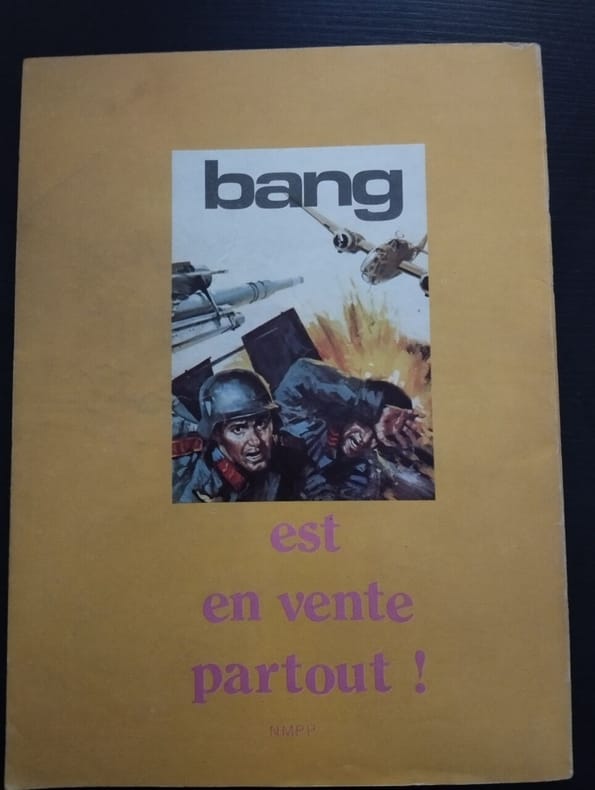 bang
est
en vente
partout !
NMPP